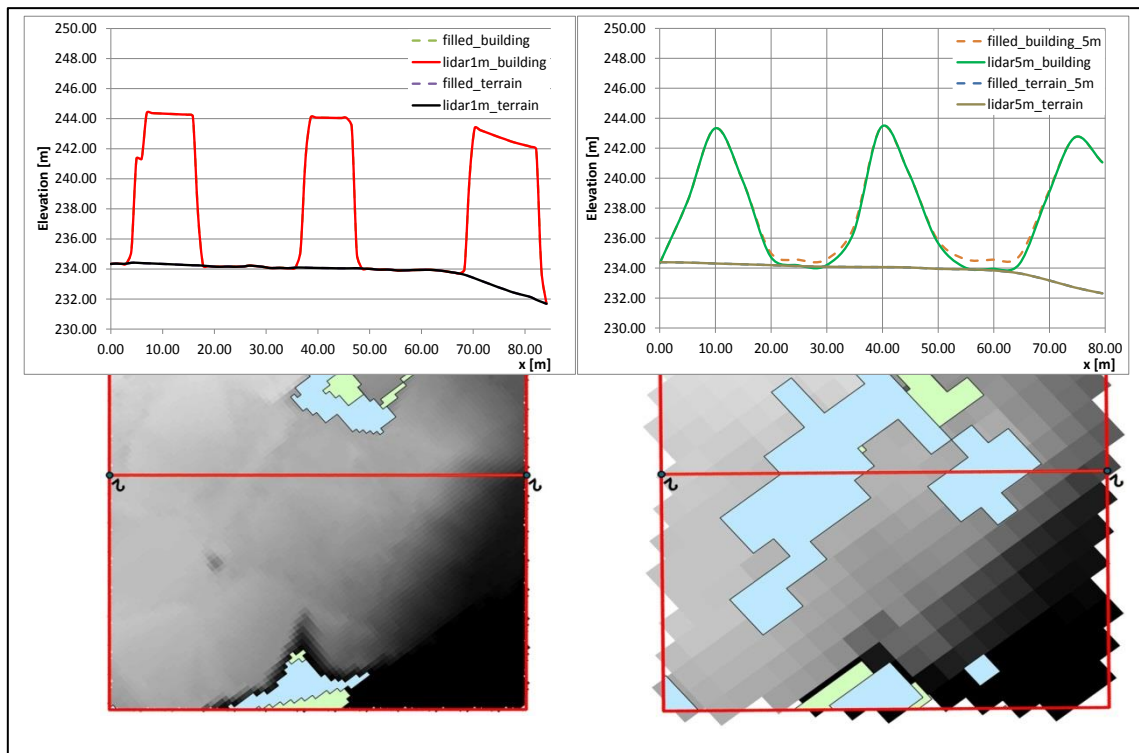 250.00
248.00
246.00
244.00
242.00
240.00
238.00
236.00
234.00
232.00
230.00
Elevation [m]
filled_building
lidar1m_building
filled_terrain
lidar1m_terrain
0.00 10.00 20.00 30.00 40.00 50.00 60.00 70.00 80.00
x [m]
250.00
248.00
246.00
244.00
242.00
240.00
238.00
236.00
234.00
232.00
230.00
Elevation [m]
filled_building_5m
lidar5m_building
filled_terrain_5m
lidar5m_terrain
0.00 10.00 20.00 30.00 40.00 50.00 60.00 70.00 80.00
x [m]
2 2
2 2